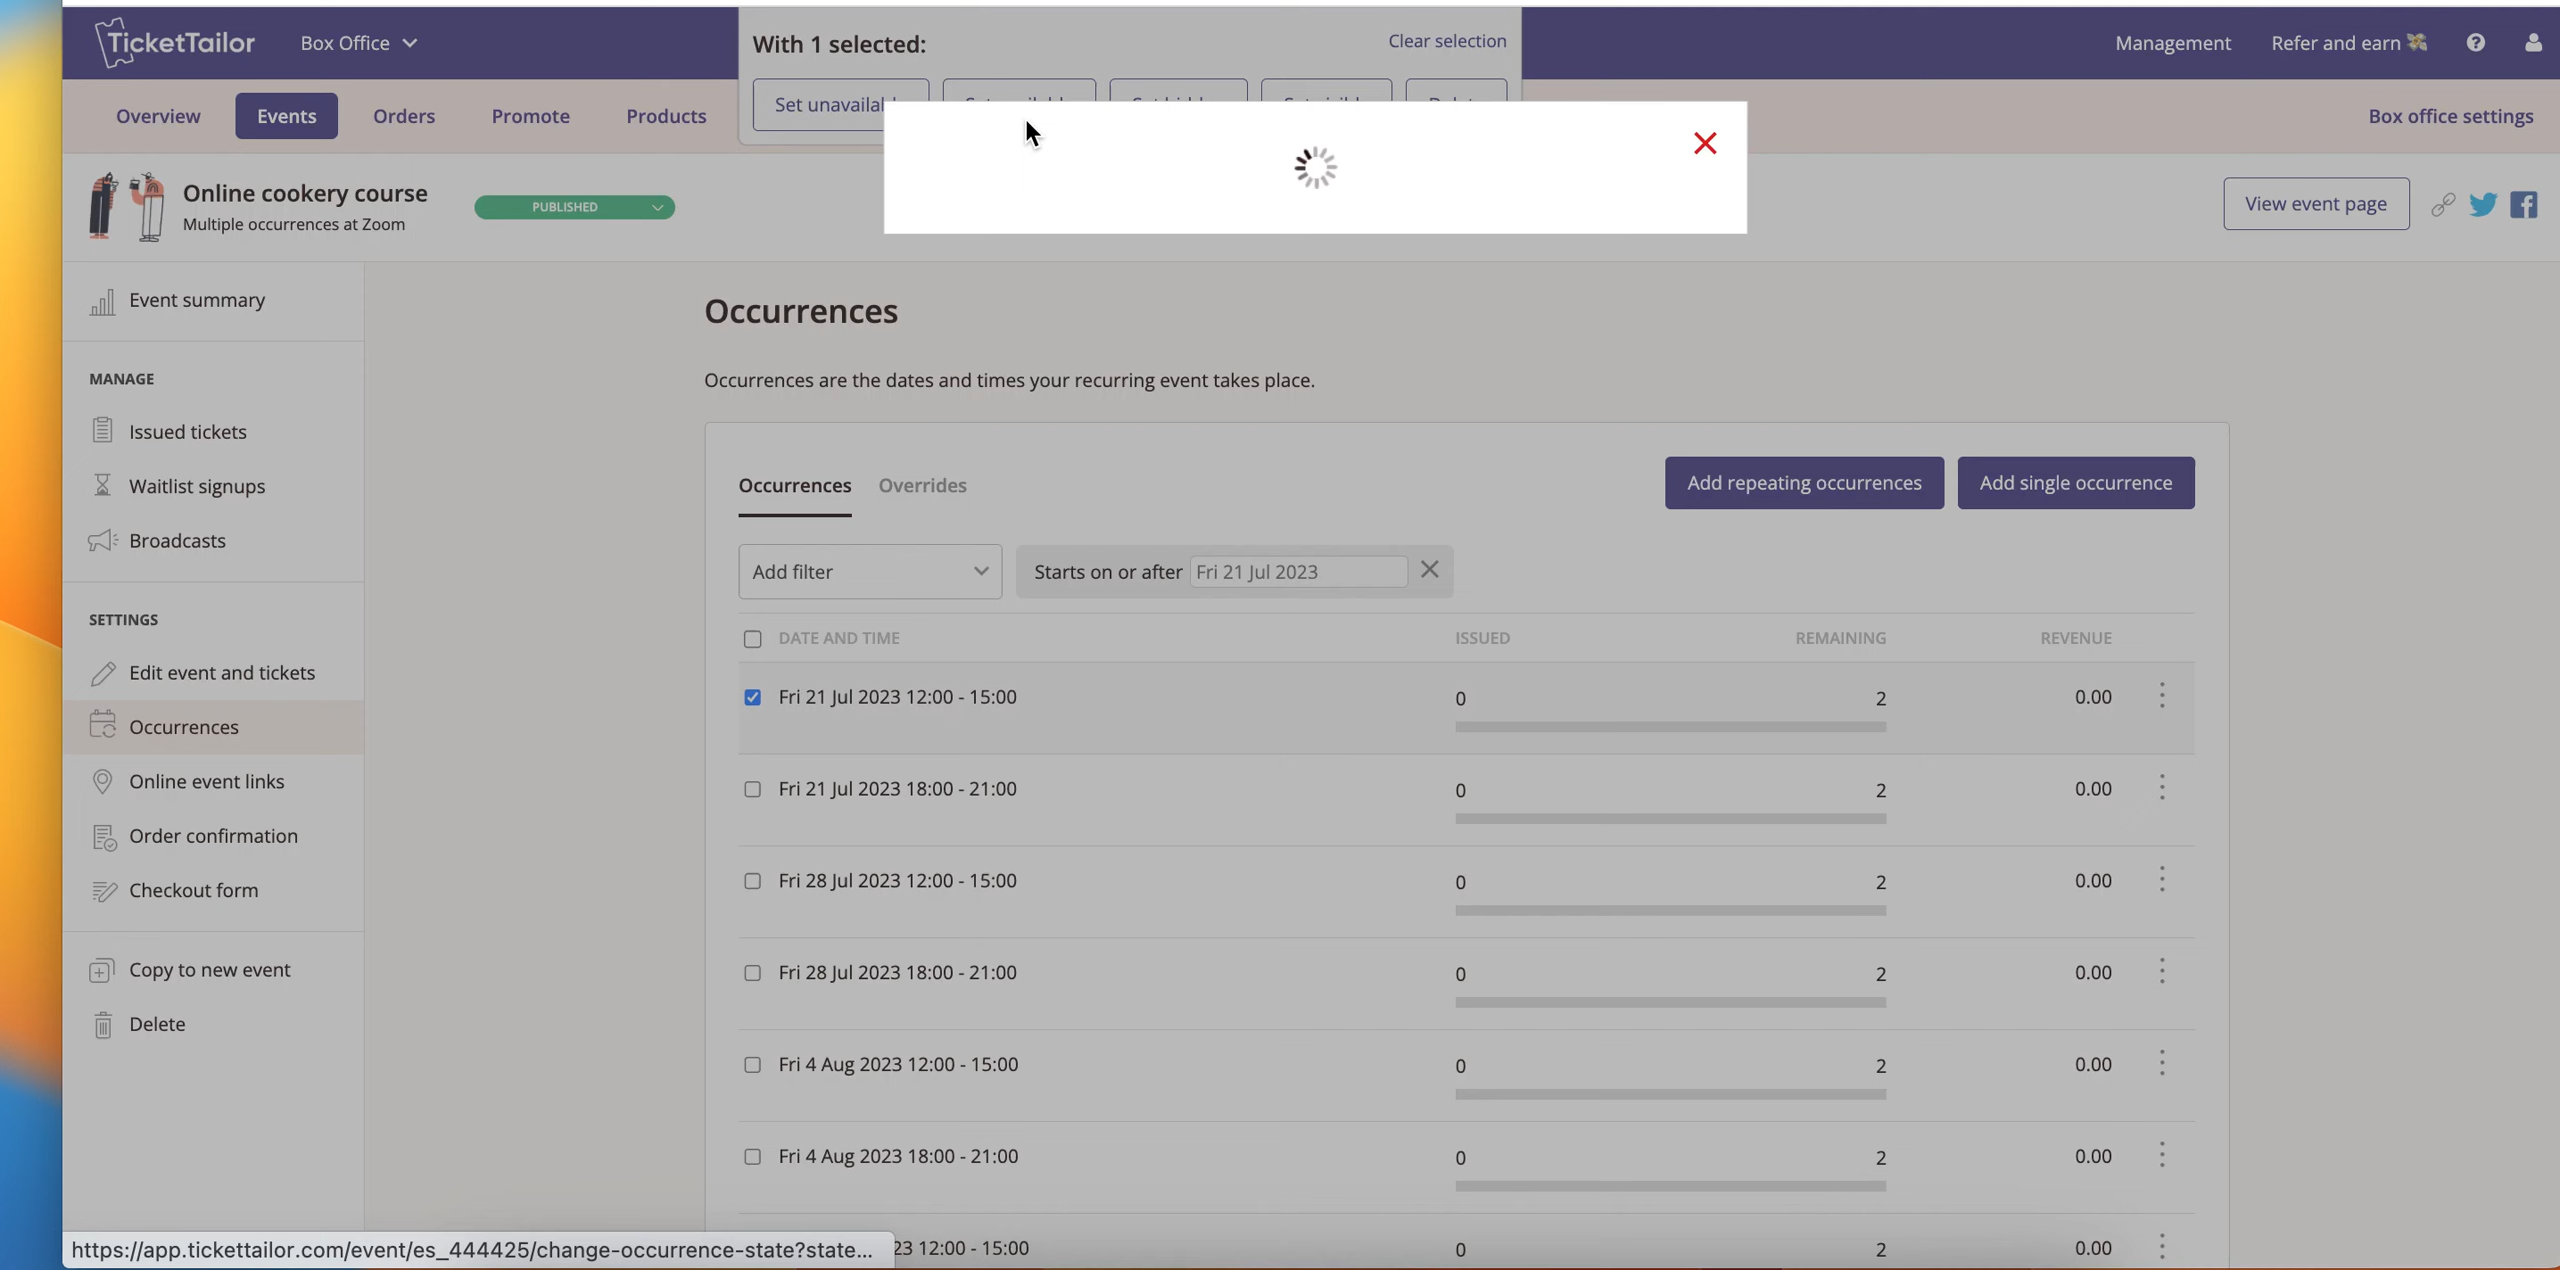 TicketTailor
Box Office
With 1 selected:
Clear selection
Management
Refer and earn
Overview
Events
Orders
Promote
Products
Set
Box office settings
Online cookery course
Multiple occurrences at Zoom
PUBLISHED
View event page
Event summary
MANAGE
Issued tickets
Waitlist signups
Broadcasts
SETTINGS
Edit event and tickets
Occurrences
Online event links
Order confirmation
Checkout form
Copy to new event
Delete
Occurrences
Occurrences are the dates and times your recurring event takes place.
Occurrences
Overrides
Add repeating occurrences
Add single occurrence
Add filter
Starts on or after Fri 21 Jul 2023
DATE AND TIME ISSUED REMAINING REVENUE
Fri 21 Jul 2023 12:00 - 15:00 0 2 0.00
Fri 21 Jul 2023 18:00 - 21:00 0 2 0.00
Fri 28 Jul 2023 12:00 - 15:00 0 2 0.00
Fri 28 Jul 2023 18:00 - 21:00 0 2 0.00
Fri 4 Aug 2023 12:00 - 15:00 0 2 0.00
Fri 4 Aug 2023 18:00 - 21:00 0 2 0.00
23 12:00 - 15:00 0 2 0.00
https://app.tickettailor.com/event/es_444425/change-occurrence-state?state...